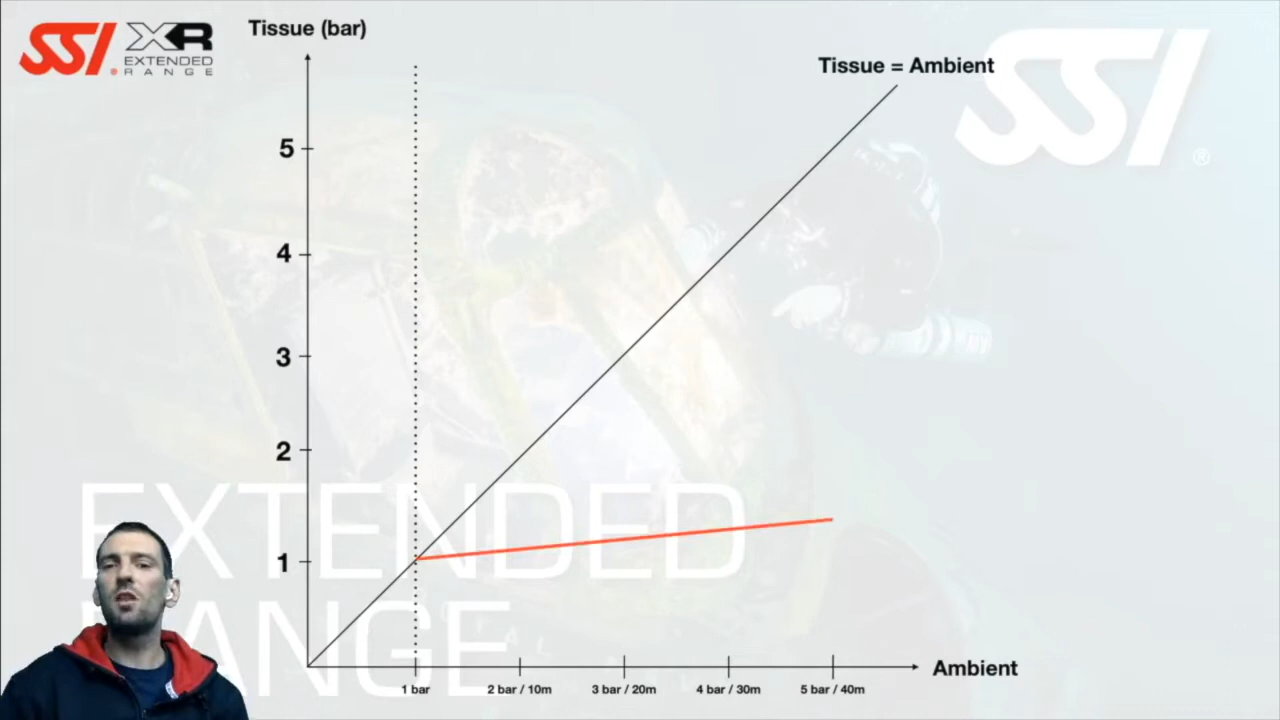 SSI
XR
EXTENDED
RANGE
Tissue (bar)
Tissue = Ambient
SSI
5
4
3
2
1
EXTENDED
RANGE
Ambient
1 bar
2 bar / 10m
3 bar / 20m
4 bar / 30m
5 bar / 40m